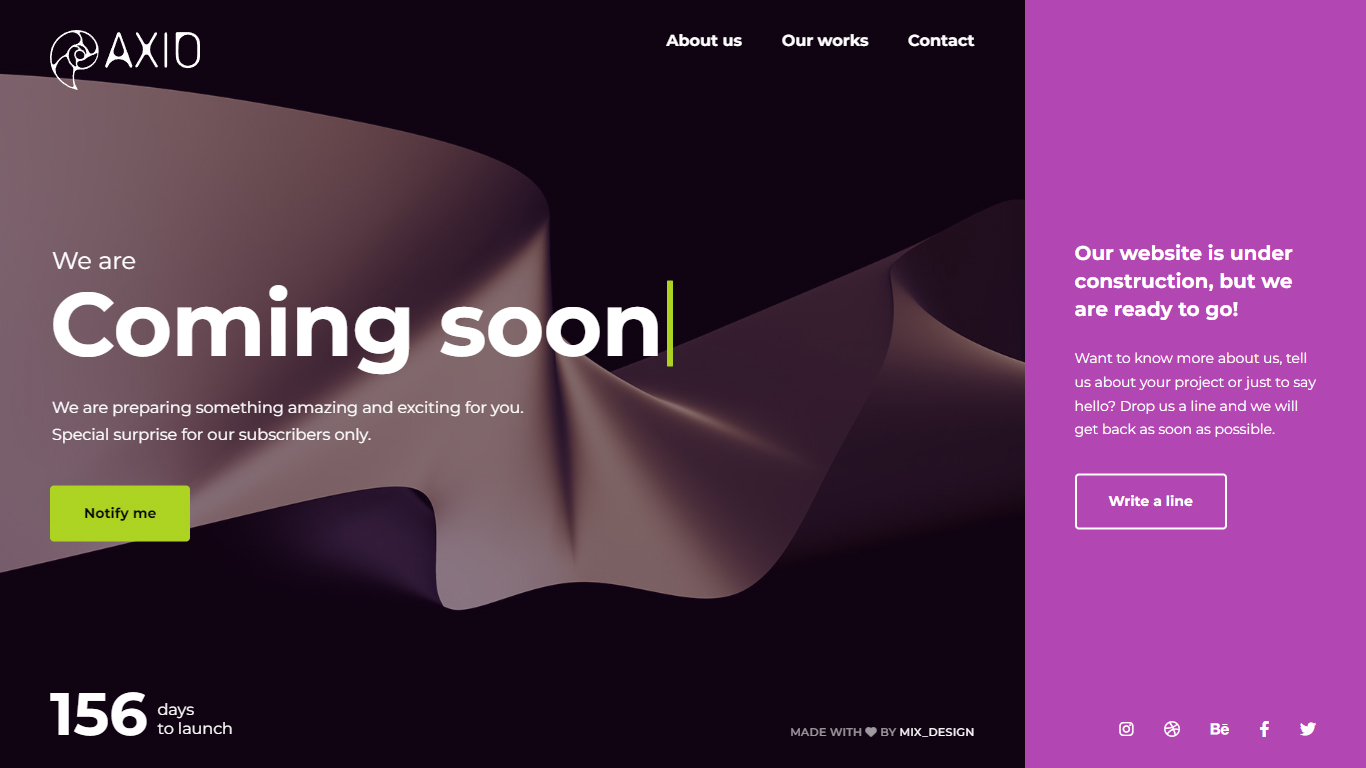 AXIO
About us
Our works
Contact
We are
Coming soon
We are preparing something amazing and exciting for you.
Special surprise for our subscribers only.
Notify me
156
days
to launch
MADE WITH BY MIX_DESIGN
Our website is under
construction, but we
are ready to go!
Want to know more about us, tell
us about your project or just to say
hello? Drop us a line and we will
get back as soon as possible.
Write a line
Bē